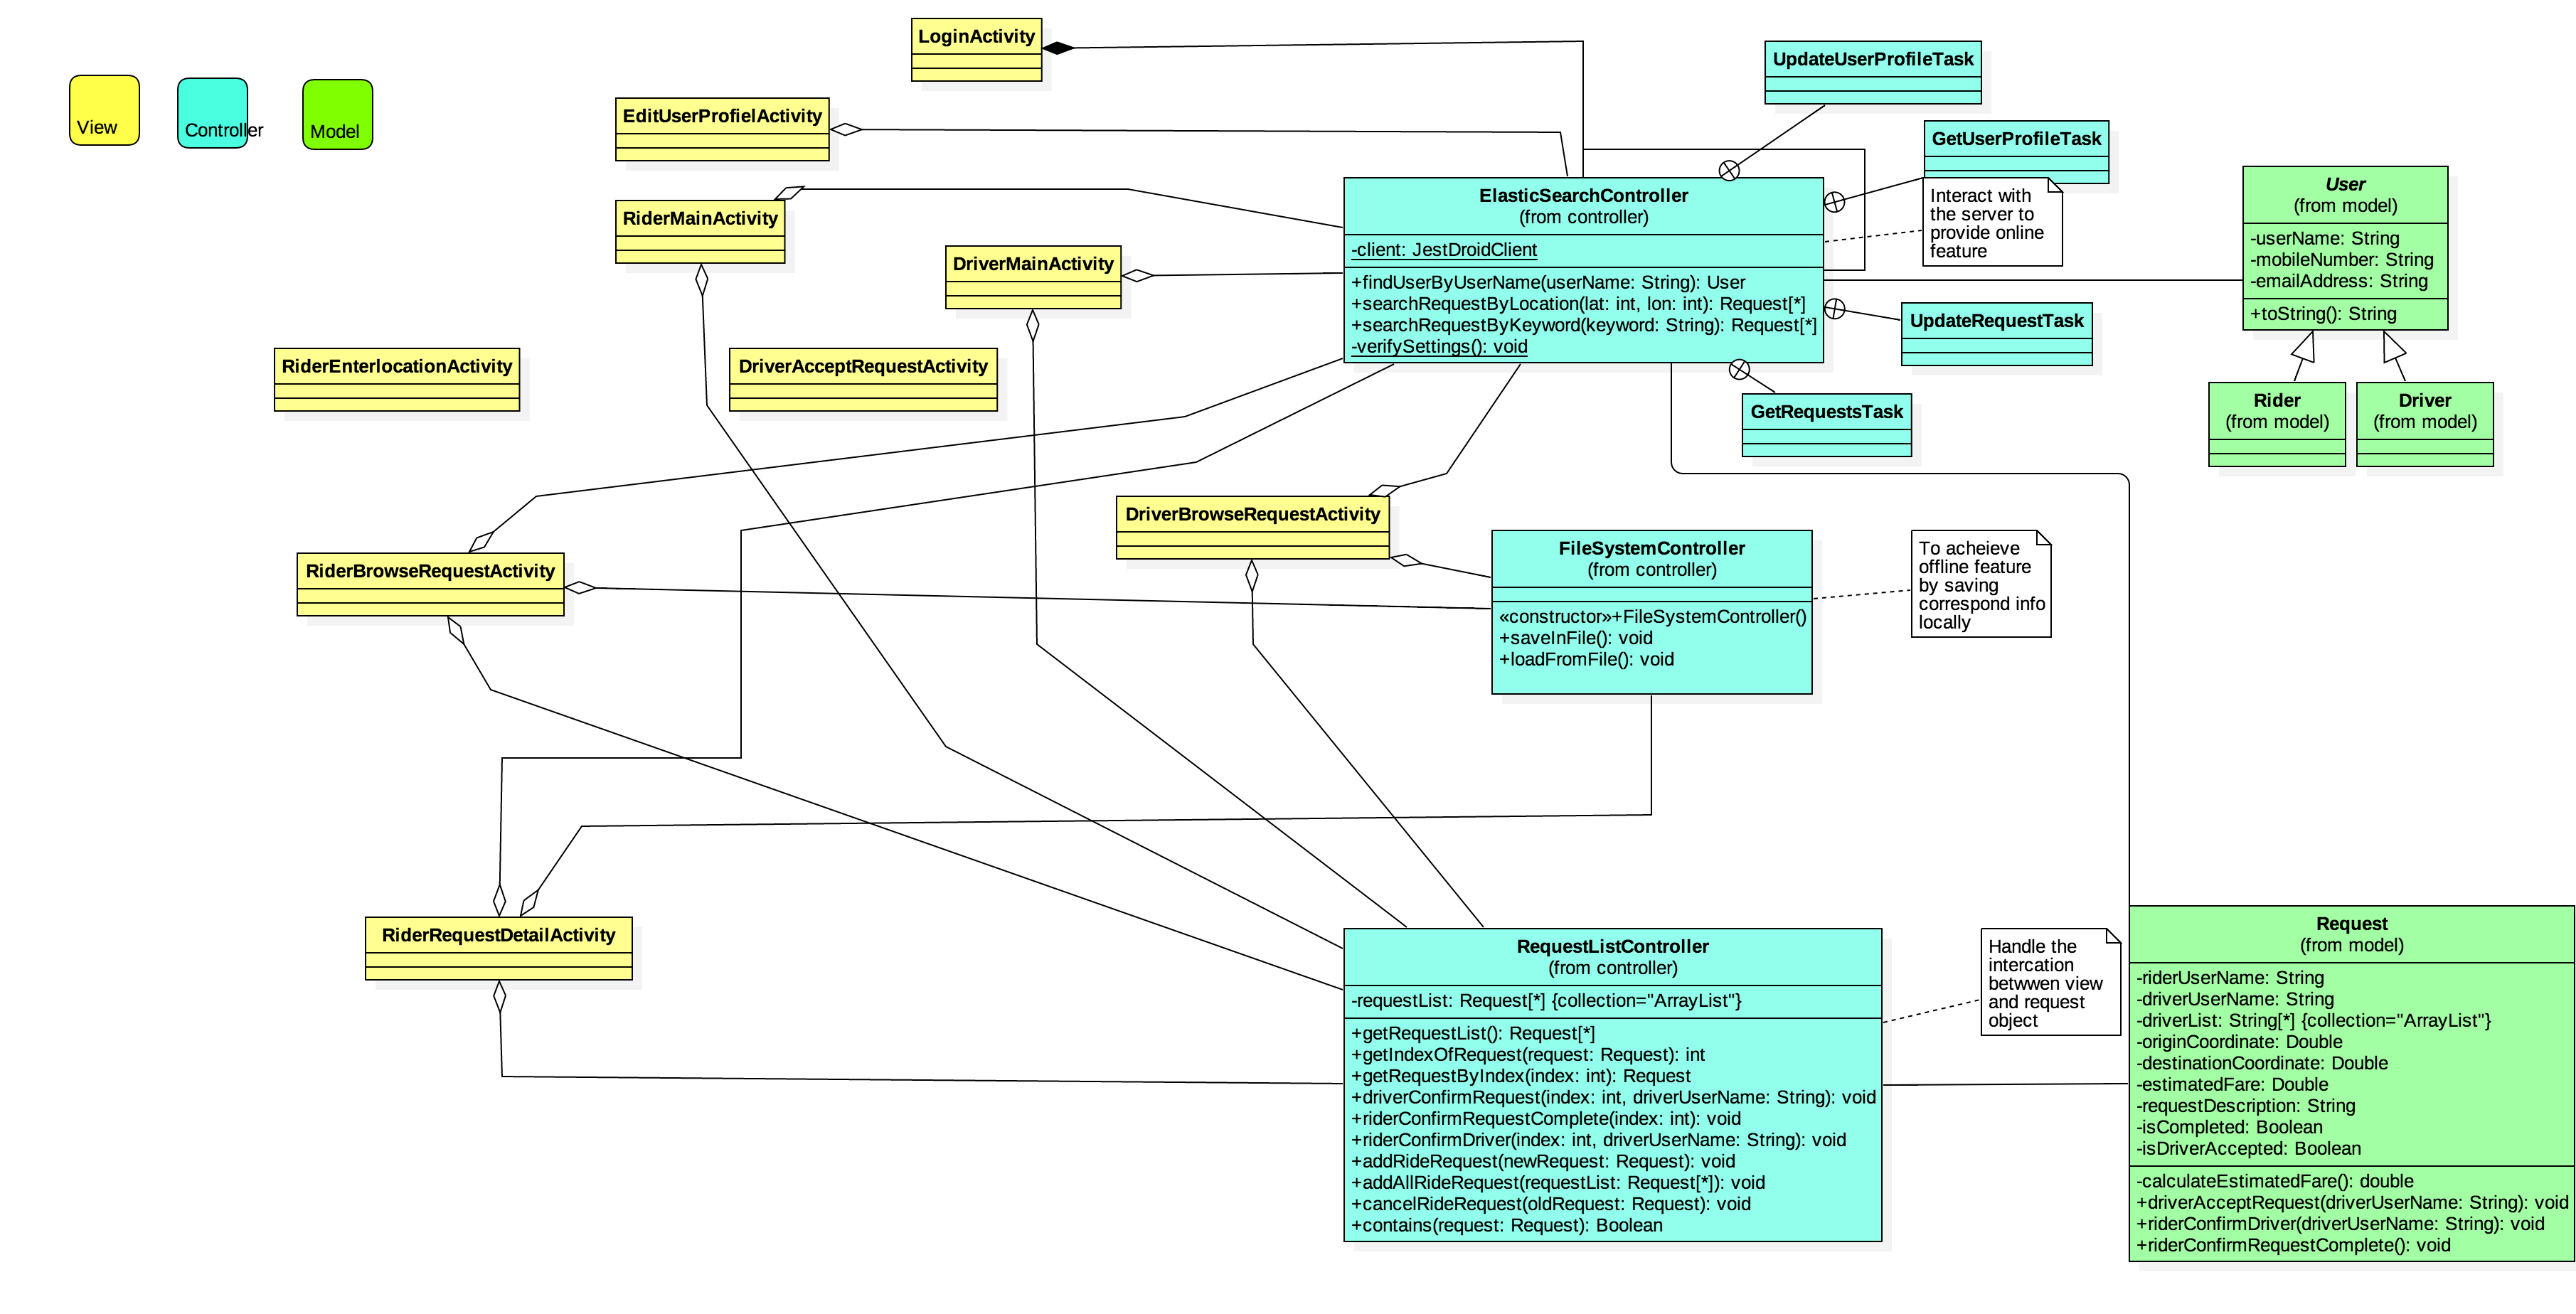 View
Controller
Model
LoginActivity
EditUserProfielActivity
RiderMainActivity
DriverMainActivity
RiderEnterlocationActivity
DriverAcceptRequestActivity
RiderBrowseRequestActivity
DriverBrowseRequestActivity
RiderRequestDetailActivity
UpdateUserProfileTask
GetUserProfileTask
Interact with
the server to
provide online
feature
ElasticSearchController
(from controller)
-client: JestDroidClient
+findUserByUserName(userName: String): User
+searchRequestByLocation(lat: int, lon: int): Request[*]
+searchRequestByKeyword(keyword: String): Request[*]
-verifySettings(): void
UpdateRequestTask
GetRequestsTask
User
(from model)
-userName: String
-mobileNumber: String
-emailAddress: String
+toString(): String
Rider
(from model)
Driver
(from model)
FileSystemController
(from controller)
«constructor»+FileSystemController()
+saveInFile(): void
+loadFromFile(): void
To acheieve
offline feature
by saving
correspond info
locally
RequestListController
(from controller)
-requestList: Request[*] {collection="ArrayList"}
+getRequestList(): Request[*]
+getIndexOfRequest(request: Request): int
+getRequestByIndex(index: int): Request
+driverConfirmRequest(index: int, driverUserName: String): void
+riderConfirmRequestComplete(index: int): void
+riderConfirmDriver(index: int, driverUserName: String): void
+addRideRequest(newRequest: Request): void
+addAllRideRequest(requestList: Request[*]): void
+cancelRideRequest(oldRequest: Request): void
+contains(request: Request): Boolean
Handle the
intercation
betwwen view
and request
object
Request
(from model)
-riderUserName: String
-driverUserName: String
-driverList: String[*] {collection="ArrayList"}
-originCoordinate: Double
-destinationCoordinate: Double
-estimatedFare: Double
-requestDescription: String
-isCompleted: Boolean
-isDriverAccepted: Boolean
-calculateEstimatedFare(): double
+driverAcceptRequest(driverUserName: String): void
+riderConfirmDriver(driverUserName: String): void
+riderConfirmRequestComplete(): void